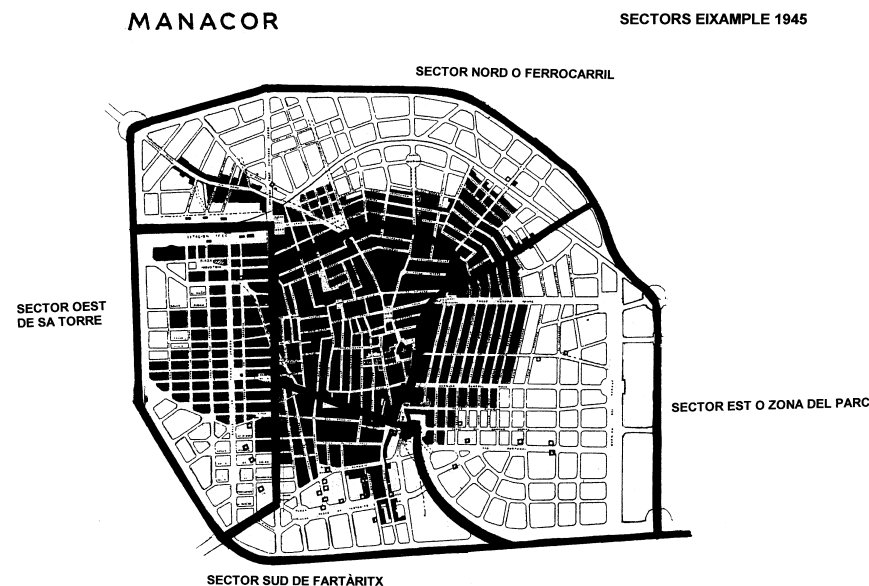 MANACOR
SECTORS EIXAMPLE 1945
SECTOR NORD O FERROCARRIL
SECTOR OEST
DE SA TORRE
SECTOR EST O ZONA DEL PARC
SECTOR SUD DE FARTÀRITX